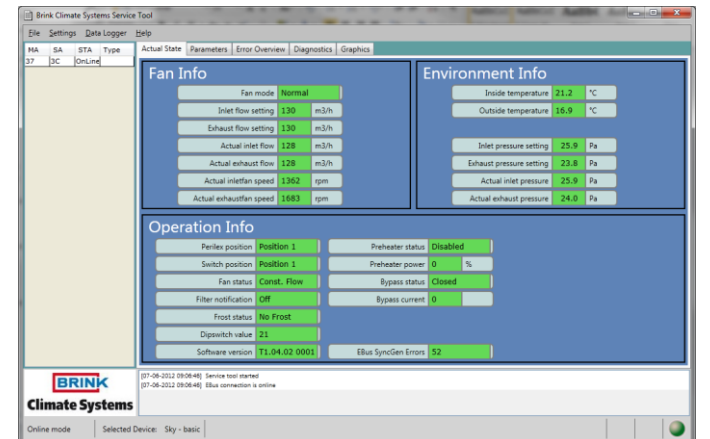 Brink Climate Systems Service Tool
File Settings Data Logger Help
MA SA STA Type
37 3C OnLine
Actual State Parameters Error Overview Diagnostics Graphics
Fan Info
Fan mode Normal
Inlet flow setting 130 m3/h
Exhaust flow setting 130 m3/h
Actual inlet flow 128 m3/h
Actual exhaust flow 128 m3/h
Actual inletfan speed 1362 rpm
Actual exhaustfan speed 1683 rpm
Environment Info
Inside temperature 21.2 °C
Outside temperature 16.9 °C
Inlet pressure setting 25.9 Pa
Exhaust pressure setting 23.8 Pa
Actual inlet pressure 25.9 Pa
Actual exhaust pressure 24.0 Pa
Operation Info
Perilex position Position 1
Switch position Position 1
Fan status Const. Flow
Filter notification Off
Frost status No Frost
Dipswitch value 21
Software version T1.04.02 0001
Preheater status Disabled
Preheater power 0 %
Bypass status Closed
Bypass current 0
EBus SyncGen Errors 52
BRINK
Climate Systems
[07-06-2012 09:06:46] Service tool started
[07-06-2012 09:06:46] EBus connection is online
Online mode Selected Device: Sky - basic